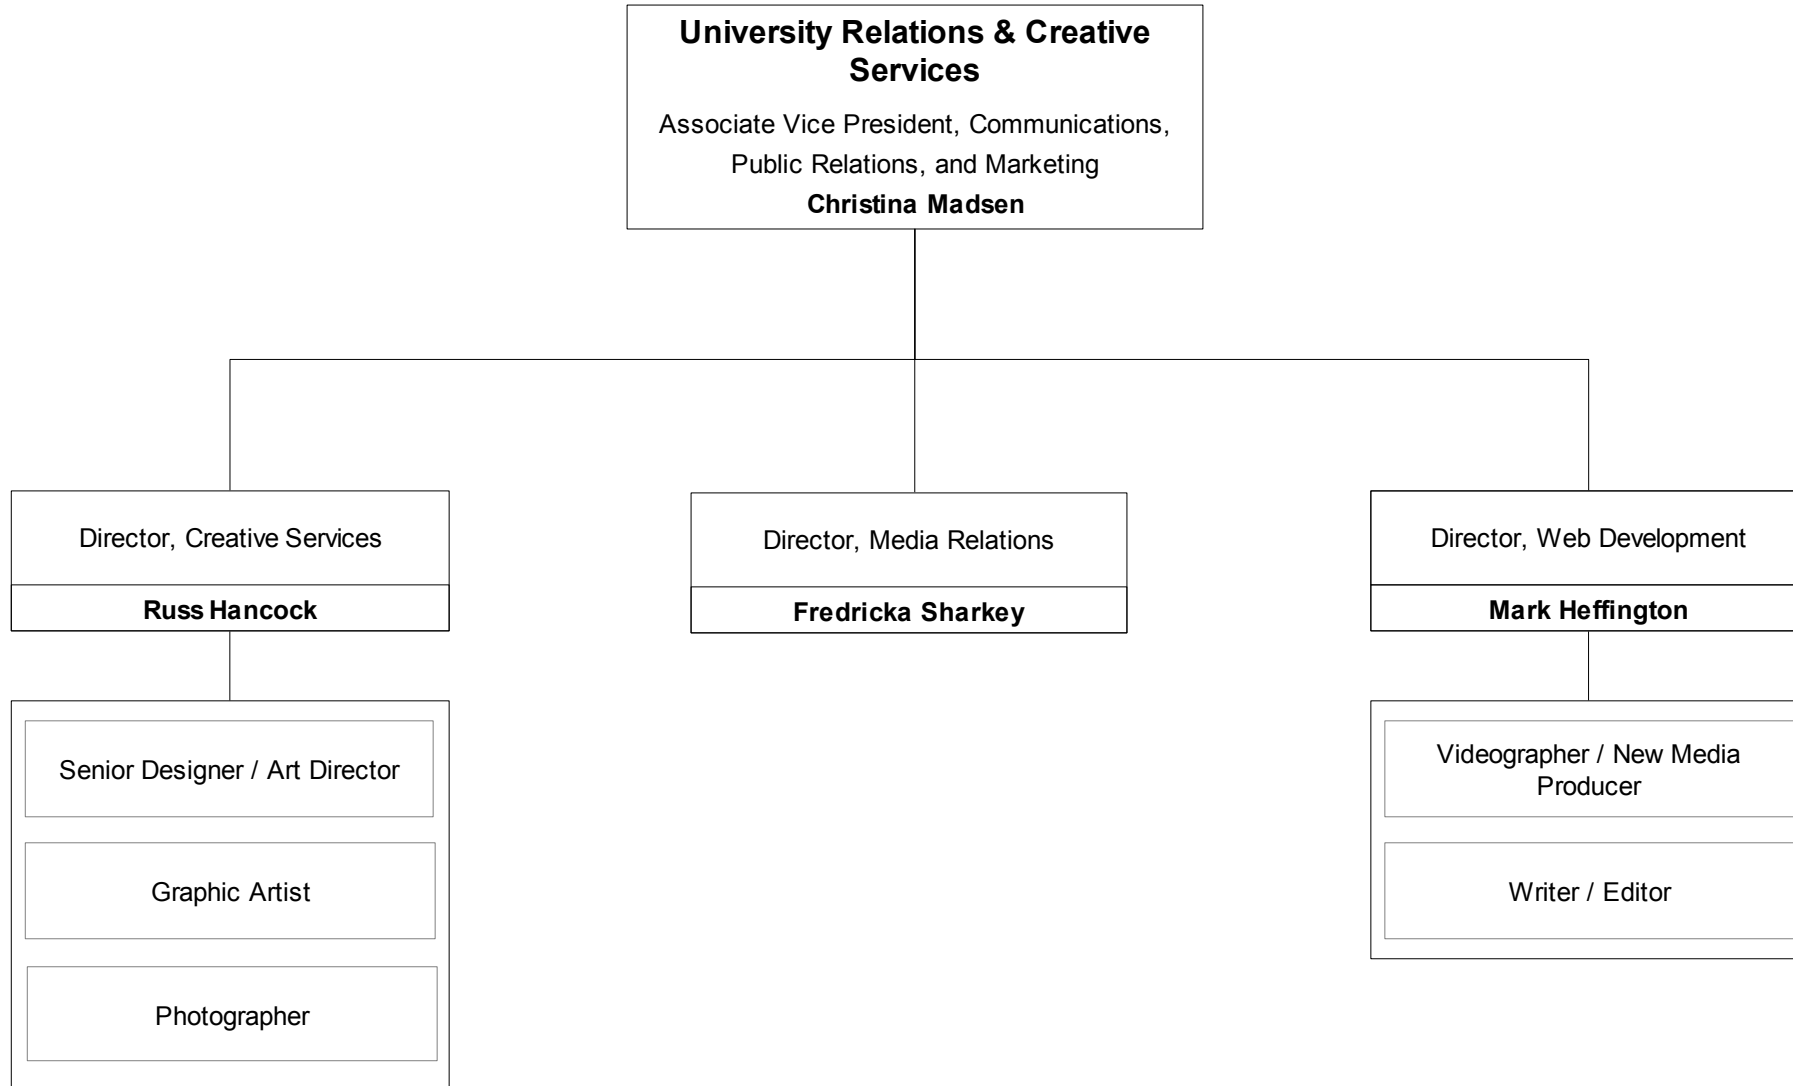 University Relations & Creative
Services
Associate Vice President, Communications,
Public Relations, and Marketing
Christina Madsen
Director, Creative Services
Russ Hancock
Senior Designer / Art Director
Graphic Artist
Photographer
Director, Media Relations
Fredricka Sharkey
Director, Web Development
Mark Heffington
Videographer / New Media
Producer
Writer / Editor